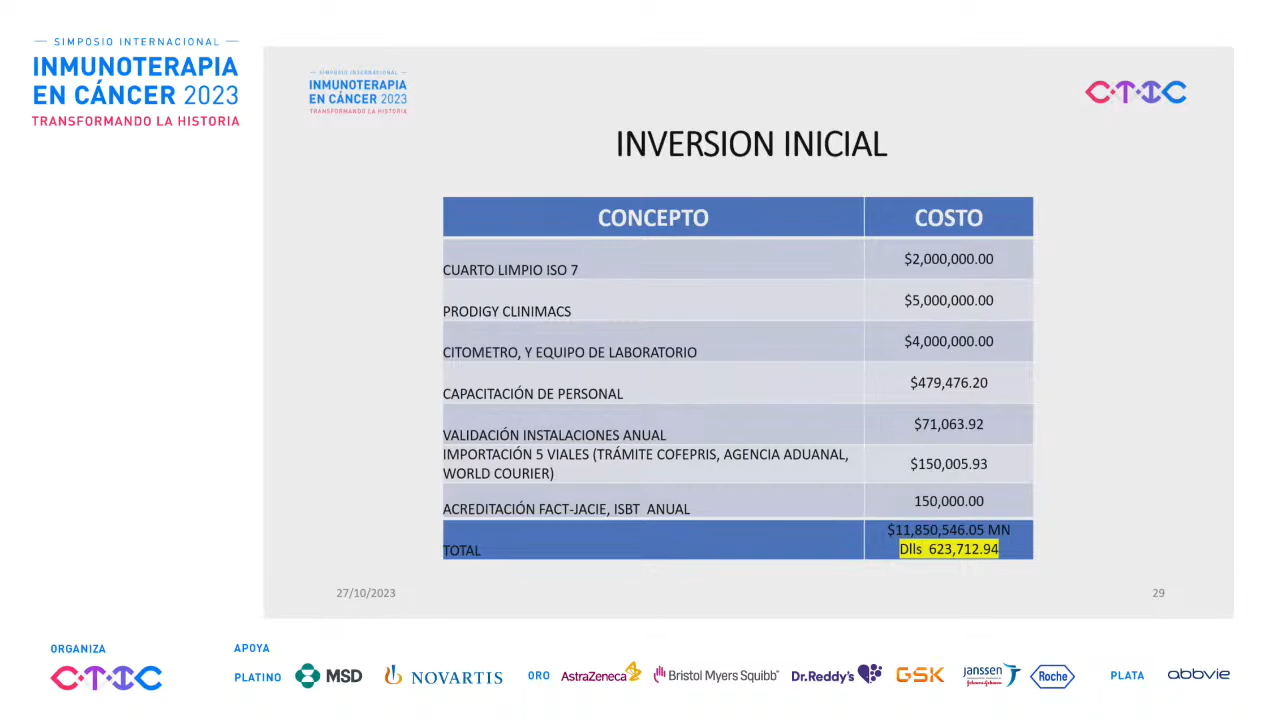 SIMPOSIO INTERNACIONAL
INMUNOTERAPIA
EN CÁNCER 2023
TRANSFORMANDO LA HISTORIA
SIMPOSIO INTERNACIONAL
INMUNOTERAPIA
EN CÁNCER 2023
TRANSFORMANDO LA HISTORIA
CTIC
INVERSION INICIAL
CONCEPTO COSTO
CUARTO LIMPIO ISO 7 $2,000,000.00
PRODIGY CLINIMACS $5,000,000.00
CITOMETRO, Y EQUIPO DE LABORATORIO $4,000,000.00
CAPACITACIÓN DE PERSONAL $479,476.20
VALIDACIÓN INSTALACIONES ANUAL $71,063.92
IMPORTACIÓN 5 VIALES (TRÁMITE COFEPRIS, AGENCIA ADUANAL,
WORLD COURIER) $150,005.93
ACREDITACIÓN FACT-JACIE, ISBT ANUAL 150,000.00
TOTAL $11,850,546.05 MN
Dlls 623,712.94
27/10/2023 29
ORGANIZA
CTIC
APOYA
PLATINO MSD NOVARTIS ORO AstraZeneca Bristol Myers Squibb Dr.Reddy's GSK Janssen Johnson & Johnson Roche PLATA abbvie